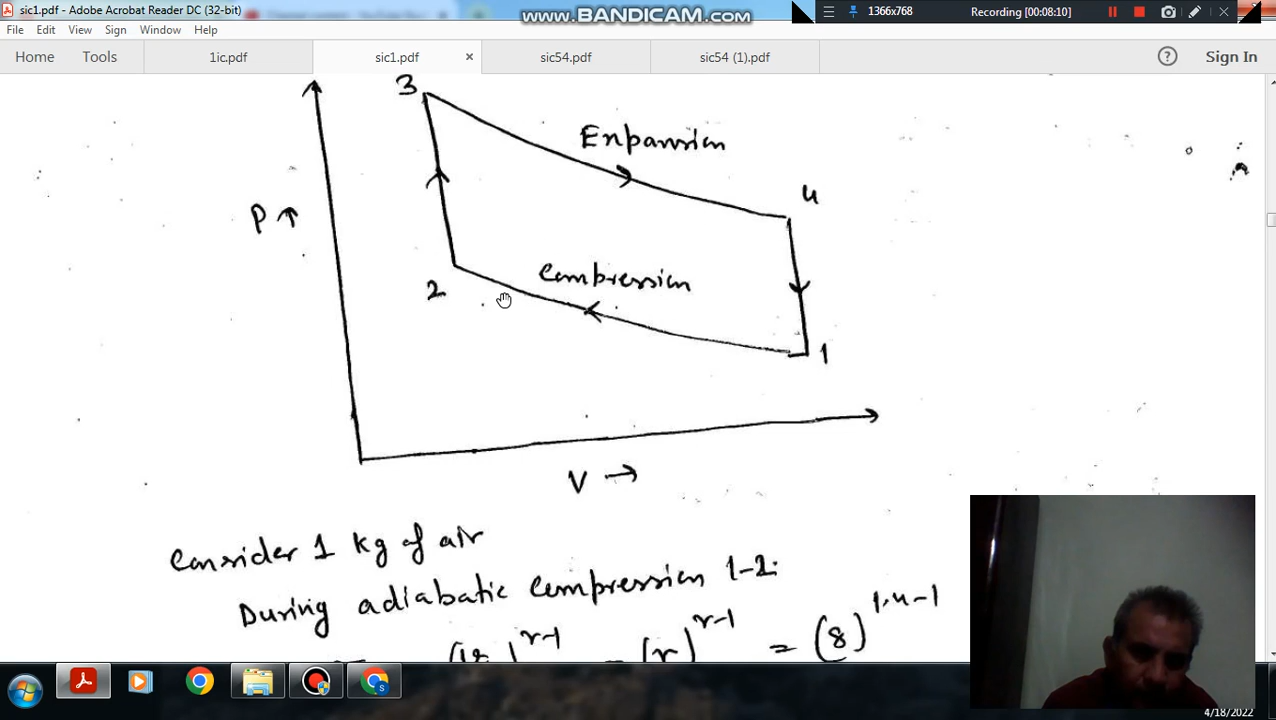 sic1.pdf - Adobe Acrobat Reader DC (32-bit)
www.BANDICAM.com
1366x768
Recording [00:08:10]
File Edit View Sign Window Help
Home Tools 1ic.pdf sic1.pdf × sic54.pdf sic54 (1).pdf ? Sign In
3
Expansion
4
P ↑
Compression
2
1
V →
Consider 1 kg of air
During adiabatic compression 1-2:
= (r)^γ-1 = (8)^1.4-1
4/18/2022